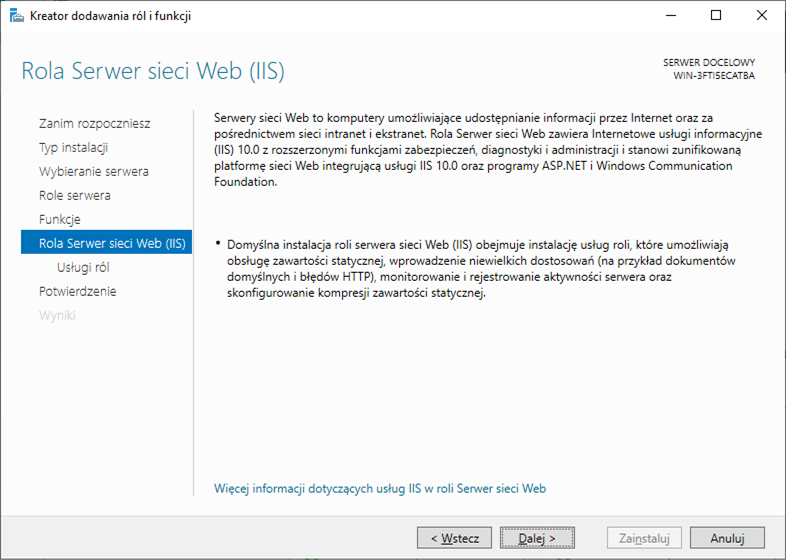 Kreator dodawania ról i funkcji
Rola Serwer sieci Web (IIS)
SERWER DOCELOWY
WIN-3FTI5ECATBA
Zanim rozpoczniesz
Typ instalacji
Wybieranie serwera
Role serwera
Funkcje
Rola Serwer sieci Web (IIS)
Usługi ról
Potwierdzenie
Wyniki
Serwery sieci Web to komputery umożliwiające udostępnianie informacji przez Internet oraz za
pośrednictwem sieci intranet i ekstranet. Rola Serwer sieci Web zawiera Internetowe usługi informacyjne
(IIS) 10.0 z rozszerzonymi funkcjami zabezpieczeń, diagnostyki i administracji i stanowi zunifikowaną
platformę sieci Web integrującą usługi IIS 10.0 oraz programy ASP.NET i Windows Communication
Foundation.
• Domyślna instalacja roli serwera sieci Web (IIS) obejmuje instalację usług roli, które umożliwiają
obsługę zawartości statycznej, wprowadzenie niewielkich dostosowań (na przykład dokumentów
domyślnych i błędów HTTP), monitorowanie i rejestrowanie aktywności serwera oraz
skonfigurowanie kompresji zawartości statycznej.
Więcej informacji dotyczących usług IIS w roli Serwer sieci Web
< Wstecz
Dalej >
Zainstaluj
Anuluj